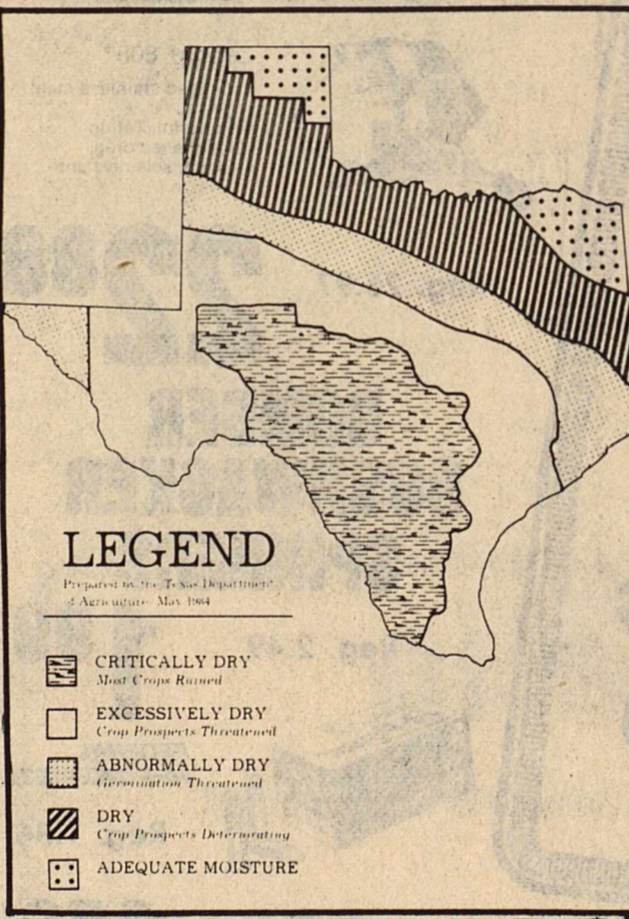 LEGEND
Prepared by the Texas Department
of Agriculture May 1984
CRITICALLY DRY
Most Crops Ruined
EXCESSIVELY DRY
Crop Prospects Threatened
ABNORMALLY DRY
Germination Threatened
DRY
Crop Prospects Deteriorating
ADEQUATE MOISTURE